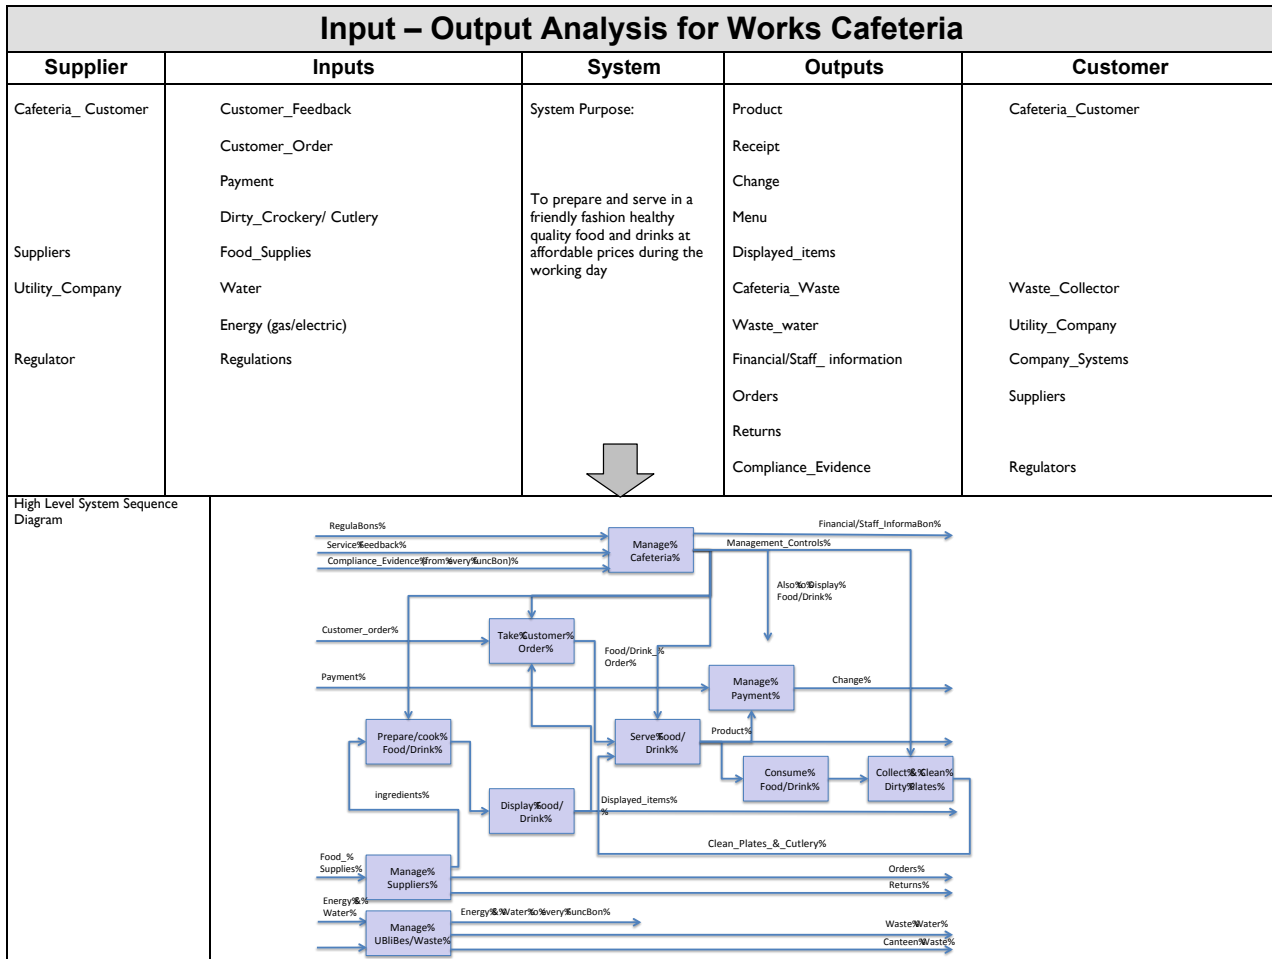 Input – Output Analysis for Works Cafeteria
Supplier
Inputs
System
Outputs
Customer
Cafeteria_ Customer
Customer_Feedback
System Purpose:
Product
Cafeteria_Customer
Customer_Order
Receipt
Payment
Change
To prepare and serve in a
friendly fashion healthy
quality food and drinks at
affordable prices during the
working day
Dirty_Crockery/ Cutlery
Menu
Suppliers
Food_Supplies
Displayed_items
Utility_Company
Water
Cafeteria_Waste
Waste_Collector
Energy (gas/electric)
Waste_water
Utility_Company
Regulator
Regulations
Financial/Staff_ information
Company_Systems
Orders
Suppliers
Returns
Compliance_Evidence
Regulators
High Level System Sequence
Diagram
RegulaBons%
Financial/Staff_InformaBon%
Service%Feedback%
Manage%
Cafeteria%
Management_Controls%
Compliance_Evidence%(from%every%funcBon)%
Also%to%Display%
Food/Drink%
Customer_order%
Take%Customer%
Order%
Food/Drink_%
Order%
Payment%
Manage%
Payment%
Change%
Prepare/cook%
Food/Drink%
Serve%Food/
Drink%
Product%
Consume%
Food/Drink%
Collect%&%Clean%
Dirty%Plates%
ingredients%
Display%Food/
Drink%
Displayed_items%
%
Clean_Plates_&_Cutlery%
Food_%
Supplies%
Manage%
Suppliers%
Orders%
Returns%
Energy%&%
Water%
Manage%
UBliBes/Waste%
Energy%&%Water%to%every%funcBon%
Waste%Water%
Canteen%Waste%